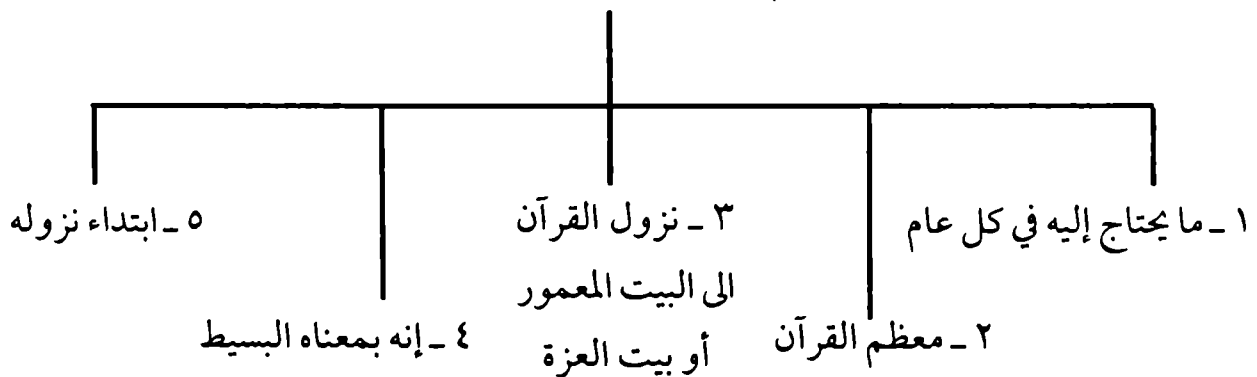 ١ ـ ما يحتاج إليه في كل عام
٢ ـ معظم القرآن
٣ ـ نزول القرآن
الى البيت المعمور
أو بيت العزة
٤ ـ إنه بمعناه البسيط
٥ ـ ابتداء نزوله